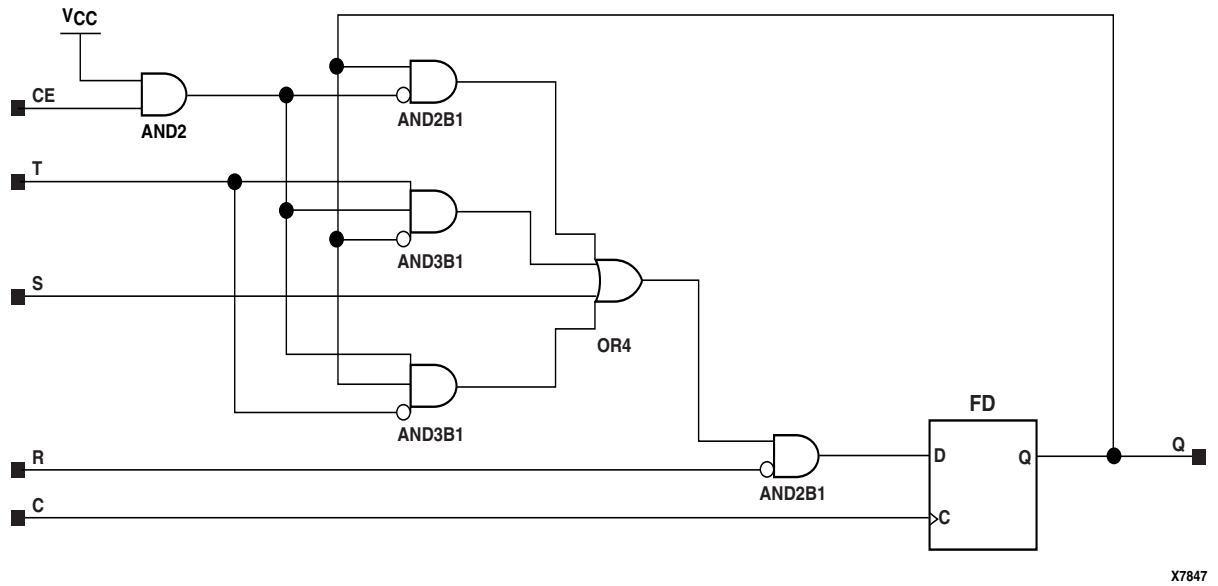 VCC
CE
AND2
AND2B1
T
AND3B1
S
OR4
AND3B1
FD
R
AND2B1
D
Q
Q
C
C
X7847